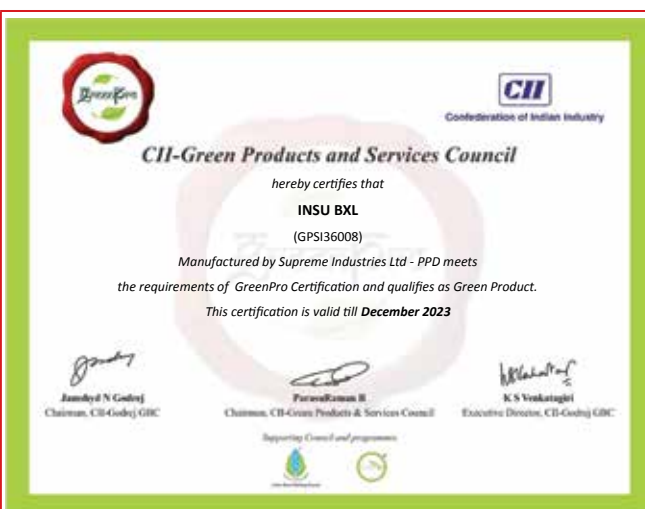 GreenPro
CII
Confederation of Indian Industry
CII-Green Products and Services Council
hereby certifies that
INSU BXL
(GPSI36008)
Manufactured by Supreme Industries Ltd - PPD meets
the requirements of GreenPro Certification and qualifies as Green Product.
This certification is valid till December 2023
Jamshyd N Godrej
Chairman, CII-Godrej GBC
ParasuRaman R
Chairman, CII-Green Products & Services Council
K S Venkatagiri
Executive Director, CII-Godrej GBC
Supporting Council and programmes